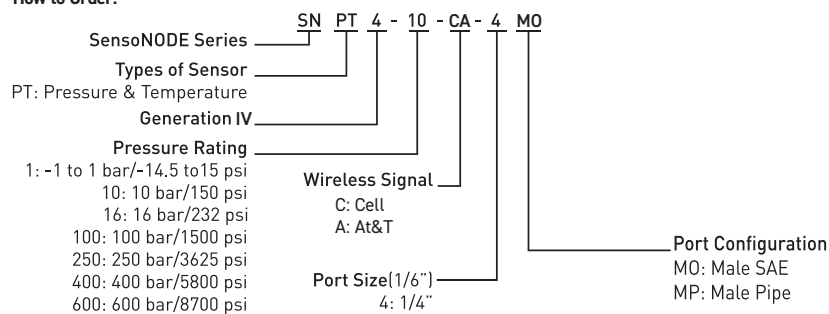 How to Order:
SN PT 4 - 10 - CA - 4 MO
SensoNODE Series
Types of Sensor
PT: Pressure & Temperature
Generation IV
Pressure Rating
1: -1 to 1 bar/-14.5 to15 psi
10: 10 bar/150 psi
16: 16 bar/232 psi
100: 100 bar/1500 psi
250: 250 bar/3625 psi
400: 400 bar/5800 psi
600: 600 bar/8700 psi
Wireless Signal
C: Cell
A: At&T
Port Size(1/6”)
4: 1/4”
Port Configuration
MO: Male SAE
MP: Male Pipe